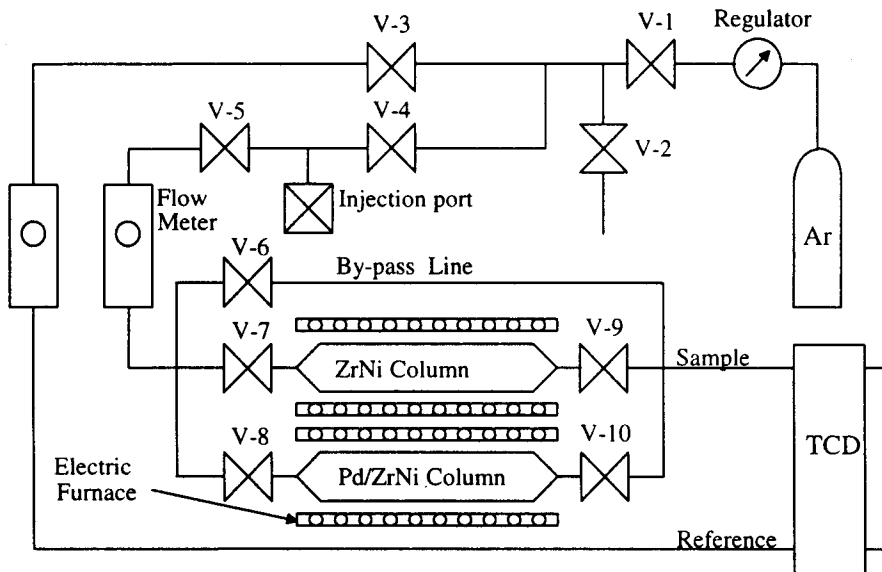 V-3
V-1
Regulator
V-5
V-4
V-2
Flow
Meter
Injection port
Ar
V-6
By-pass Line
V-7
V-9
ZrNi Column
Sample
V-8
V-10
TCD
Electric
Furnace
Pd/ZrNi Column
Reference